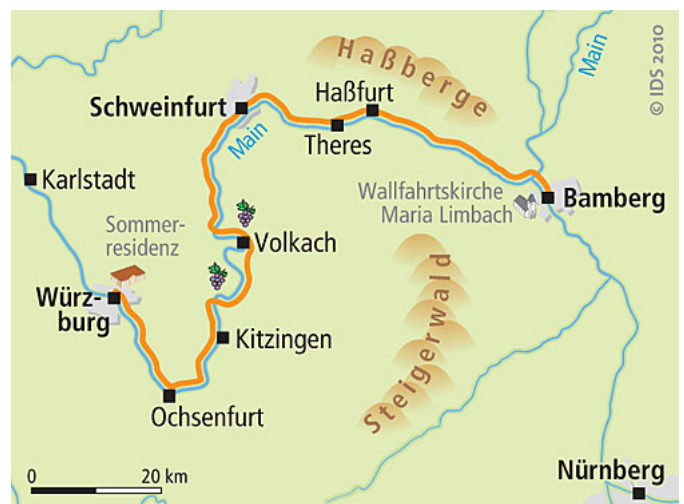 Haßberge
Main
© IDS 2010
Haßfurt
Schweinfurt
Main
Theres
Karlstadt
Wallfahrtskirche
Maria Limbach
Bamberg
Sommer-
residenz
Volkach
Steigerwald
Würz-
burg
Kitzingen
Ochsenfurt
0 20 km
Nürnberg